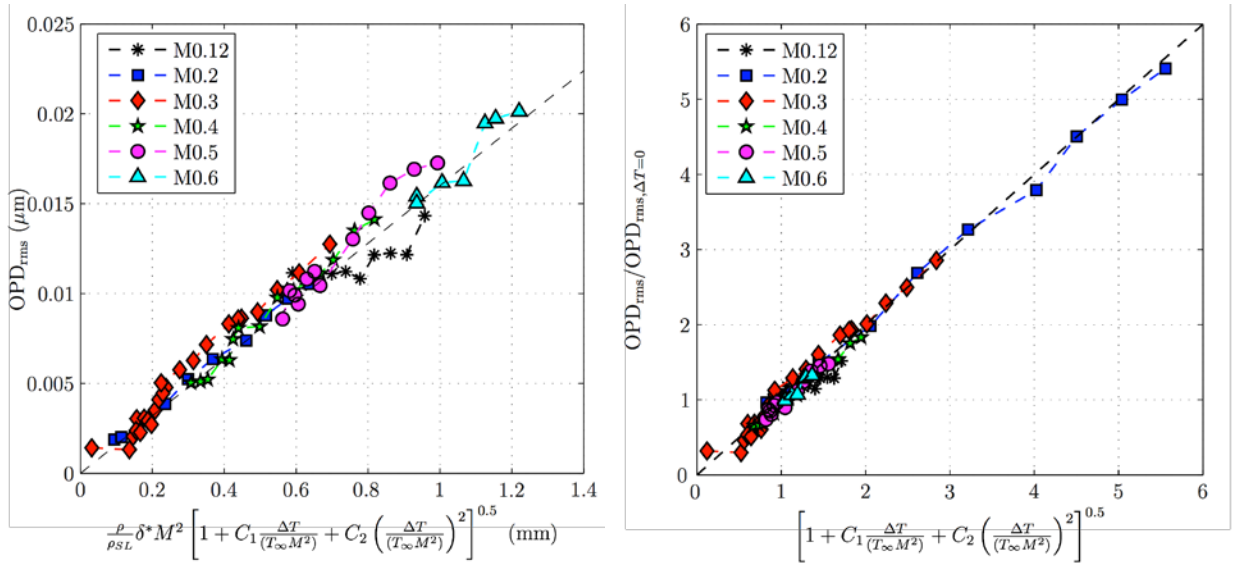 0.025
0.02
0.015
0.01
0.005
0
OPD_rms (μm)
M0.12
M0.2
M0.3
M0.4
M0.5
M0.6
0 0.2 0.4 0.6 0.8 1 1.2 1.4
ρ/ρ_SL δ* M² [1 + C₁ ΔT/(T∞M²) + C₂ (ΔT/(T∞M²))²]^0.5 (mm)
6
5
4
3
2
1
0
OPD_rms/OPD_rms,ΔT=0
M0.12
M0.2
M0.3
M0.4
M0.5
M0.6
0 1 2 3 4 5 6
[1 + C₁ ΔT/(T∞M²) + C₂ (ΔT/(T∞M²))²]^0.5